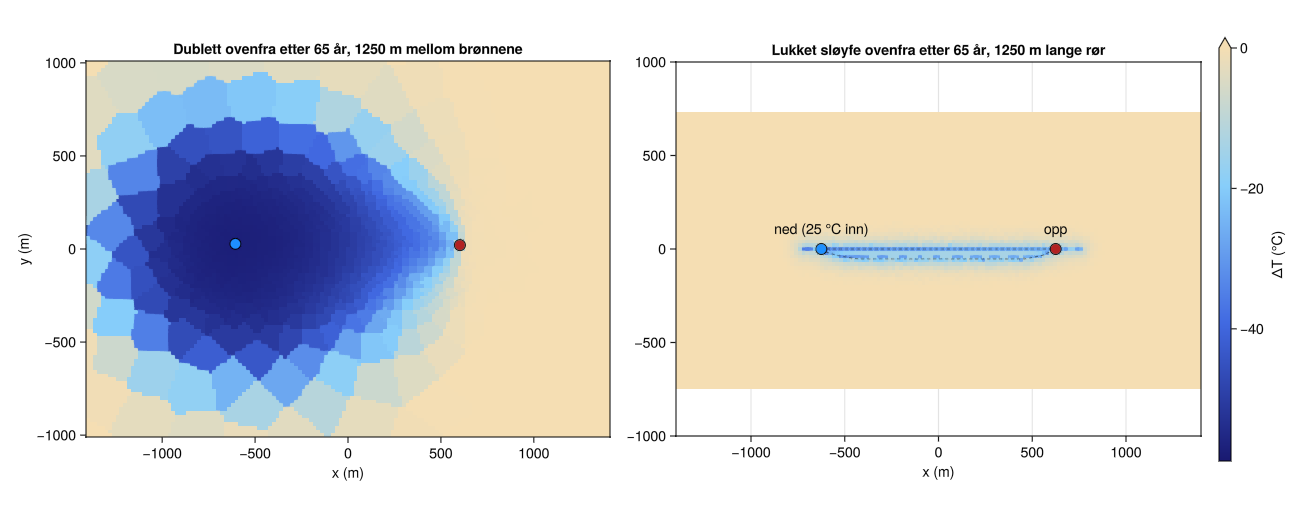 Dublett ovenfra etter 65 år, 1250 m mellom brønnene
1000
500
0
−500
−1000
y (m)
−1000
−500
0
500
1000
x (m)
Lukket sløyfe ovenfra etter 65 år, 1250 m lange rør
1000
500
0
−500
−1000
ned (25 °C inn)
opp
−1000
−500
0
500
1000
x (m)
0
−20
−40
ΔT (°C)